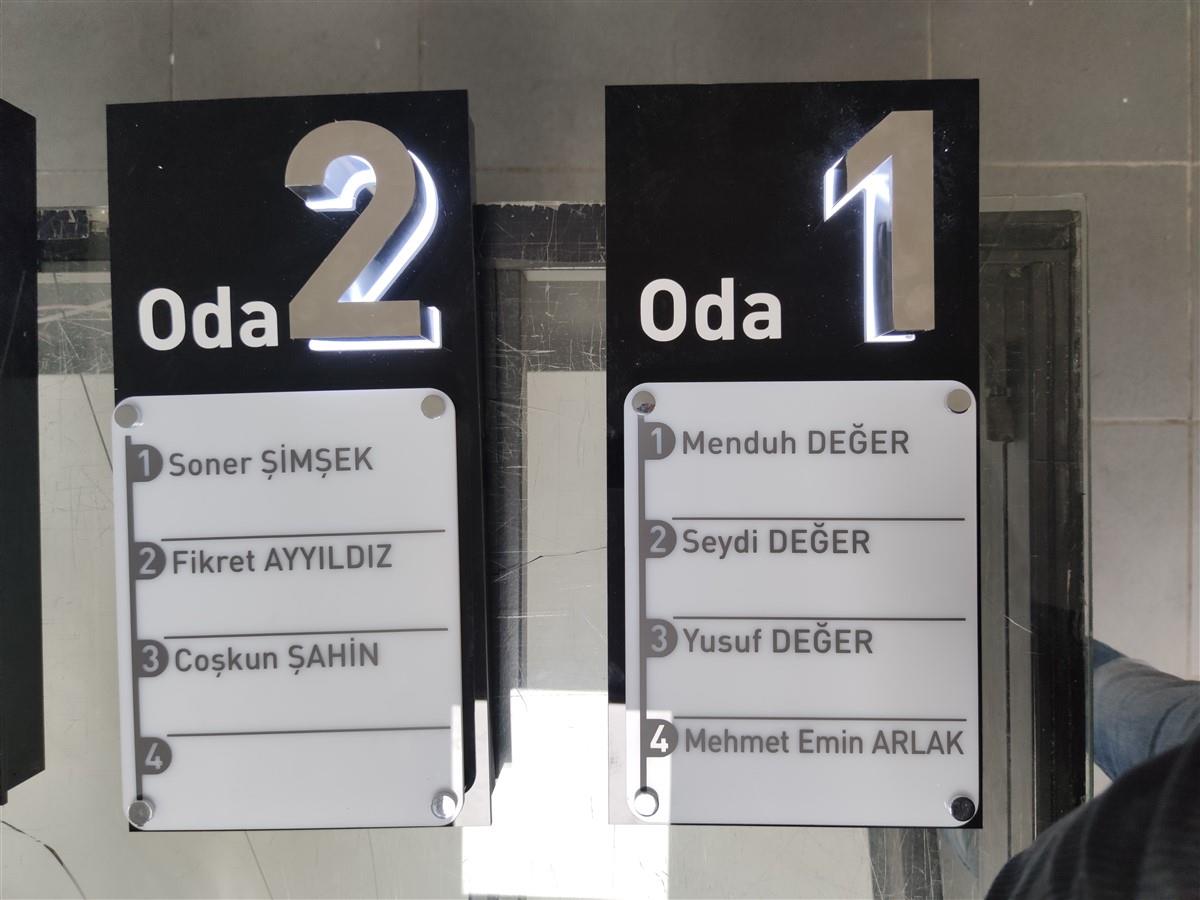 Oda 2
1 Soner ŞİMŞEK
2 Fikret AYYILDIZ
3 Coşkun ŞAHİN
4
Oda 1
1 Menduh DEĞER
2 Seydi DEĞER
3 Yusuf DEĞER
4 Mehmet Emin ARLAK